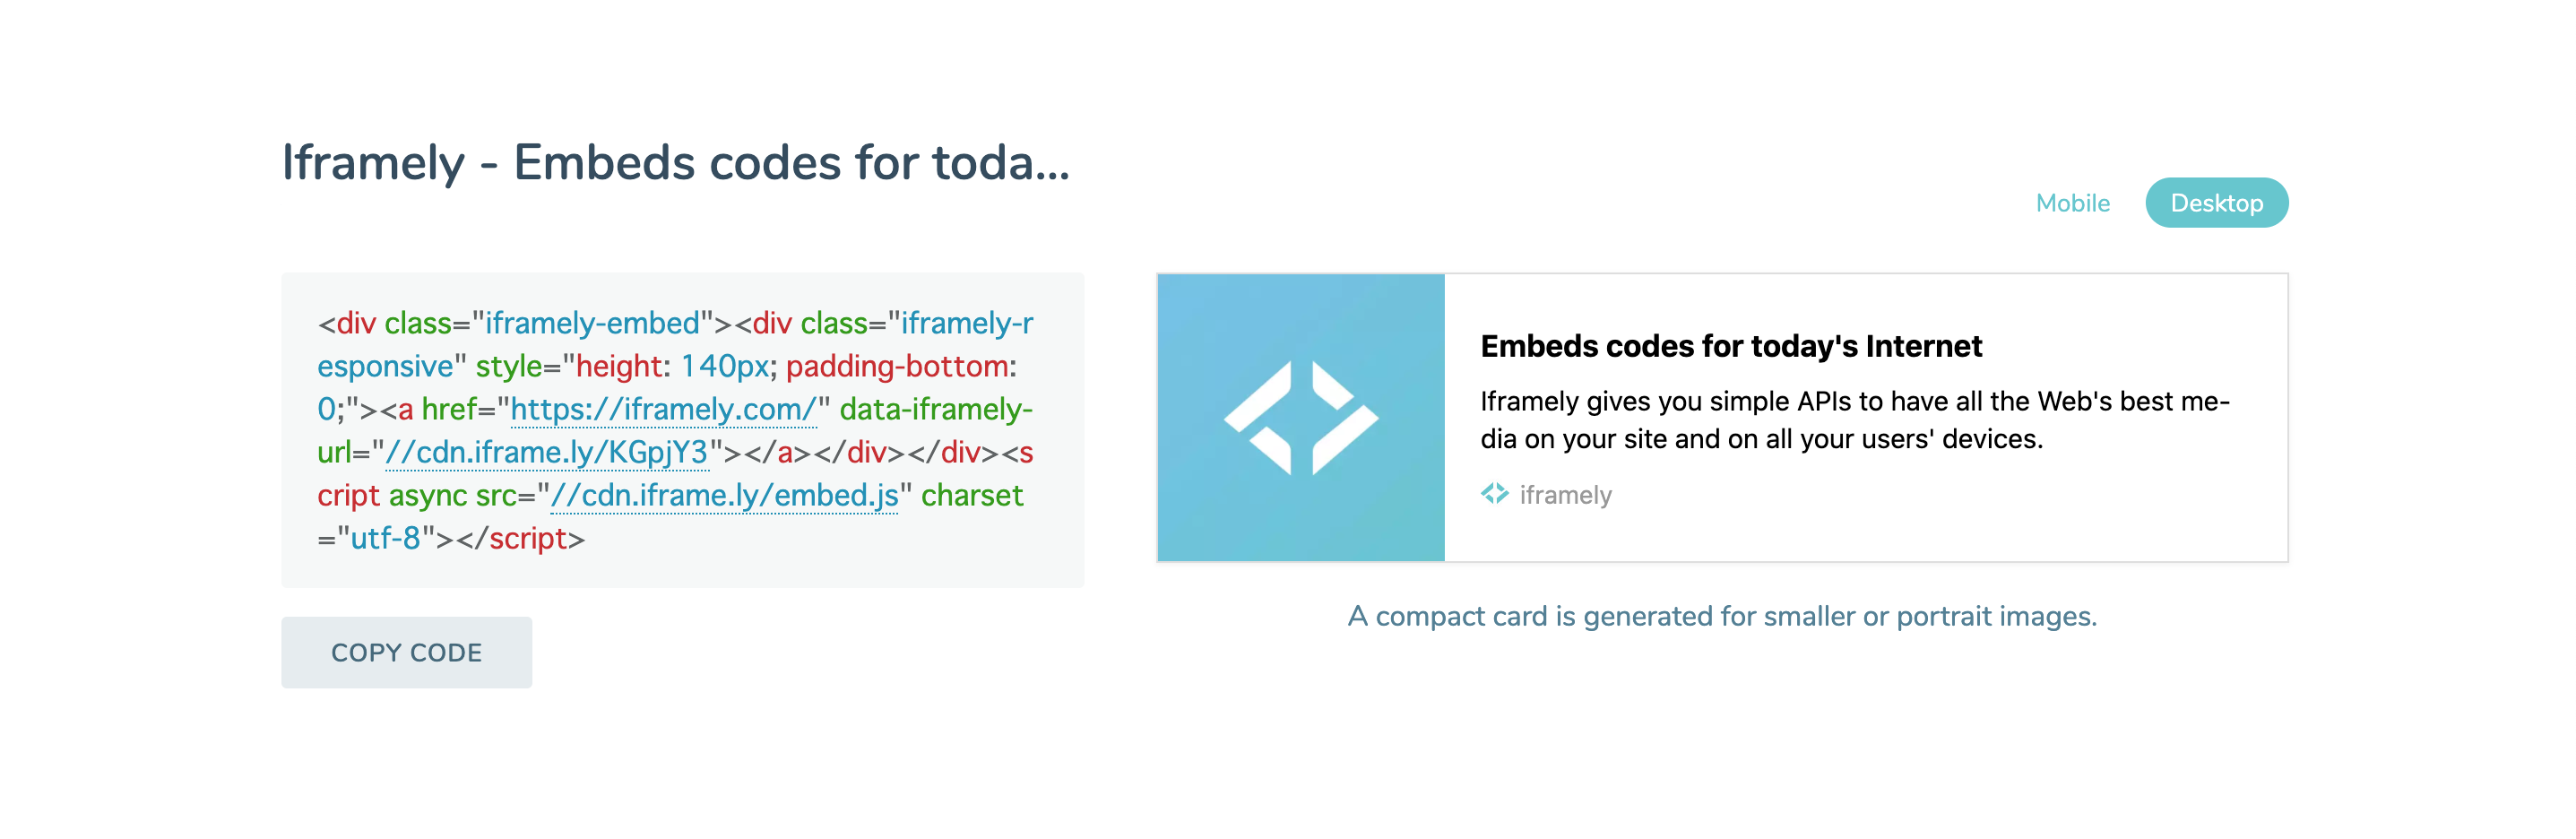 Iframely - Embeds codes for toda...
Mobile
Desktop
<div class="iframely-embed"><div class="iframely-r
esponsive" style="height: 140px; padding-bottom:
0;"><a href="https://iframely.com/" data-iframely-
url="//cdn.iframe.ly/KGpjY3"></a></div></div><s
cript async src="//cdn.iframe.ly/embed.js" charset
="utf-8"></script>
COPY CODE
Embeds codes for today's Internet
Iframely gives you simple APIs to have all the Web's best me-
dia on your site and on all your users' devices.
iframely
A compact card is generated for smaller or portrait images.